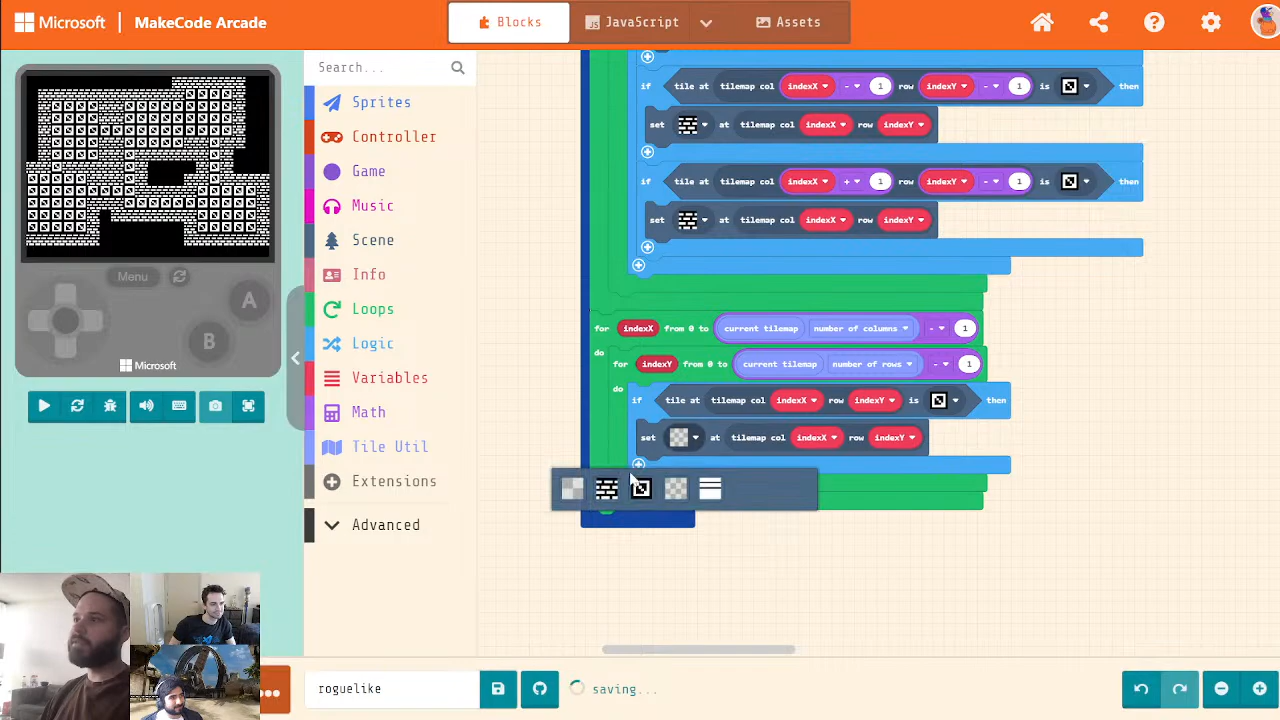 Microsoft | MakeCode Arcade
Blocks
JavaScript
Assets
Search...
Sprites
Controller
Game
Music
Scene
Info
Loops
Logic
Variables
Math
Tile Util
Extensions
Advanced
Menu
A
B
Microsoft
if tile at tilemap col indexX - 1 row indexY - 1 is then
set at tilemap col indexX row indexY
if tile at tilemap col indexX + 1 row indexY - 1 is then
set at tilemap col indexX row indexY
for indexX from 0 to current tilemap number of columns - 1
do
for indexY from 0 to current tilemap number of rows - 1
do
if tile at tilemap col indexX row indexY is then
set at tilemap col indexX row indexY
roguelike
saving...